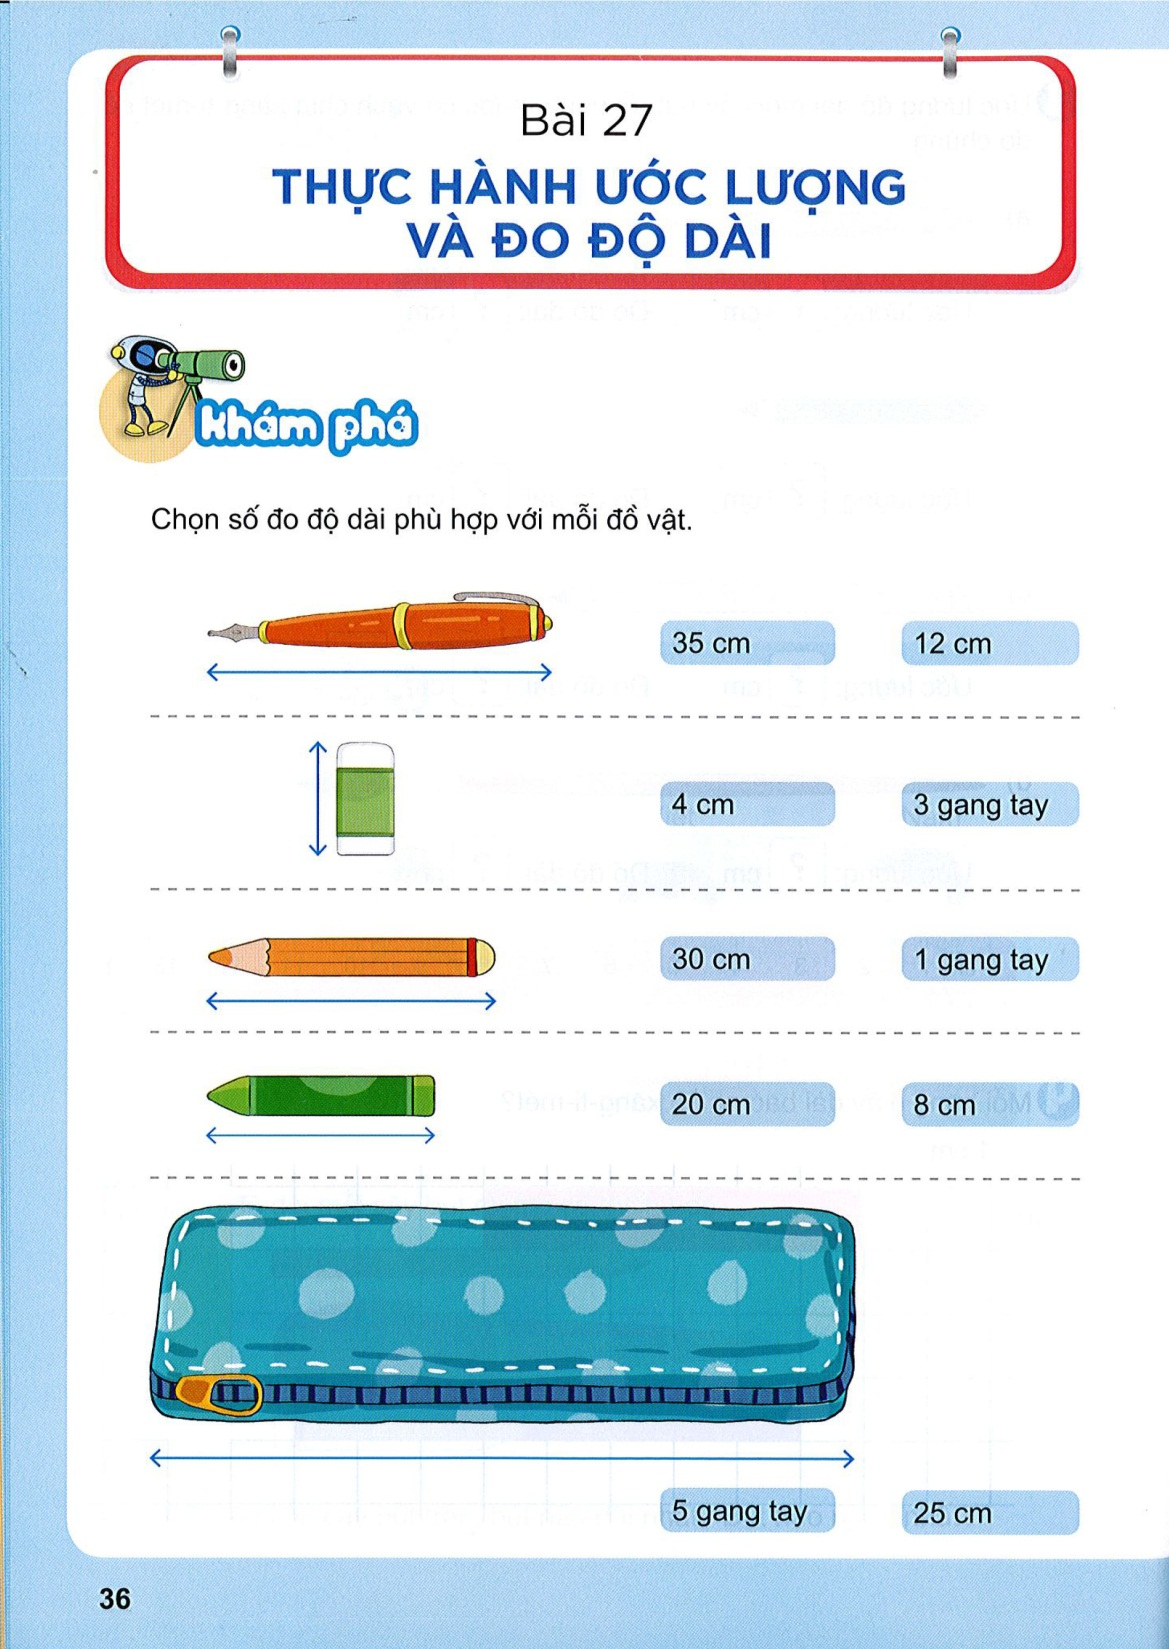 Bài 27
THỰC HÀNH ƯỚC LƯỢNG
VÀ ĐO ĐỘ DÀI
Khám phá
Chọn số đo độ dài phù hợp với mỗi đồ vật.
35 cm
12 cm
4 cm
3 gang tay
30 cm
1 gang tay
20 cm
8 cm
5 gang tay
25 cm
36